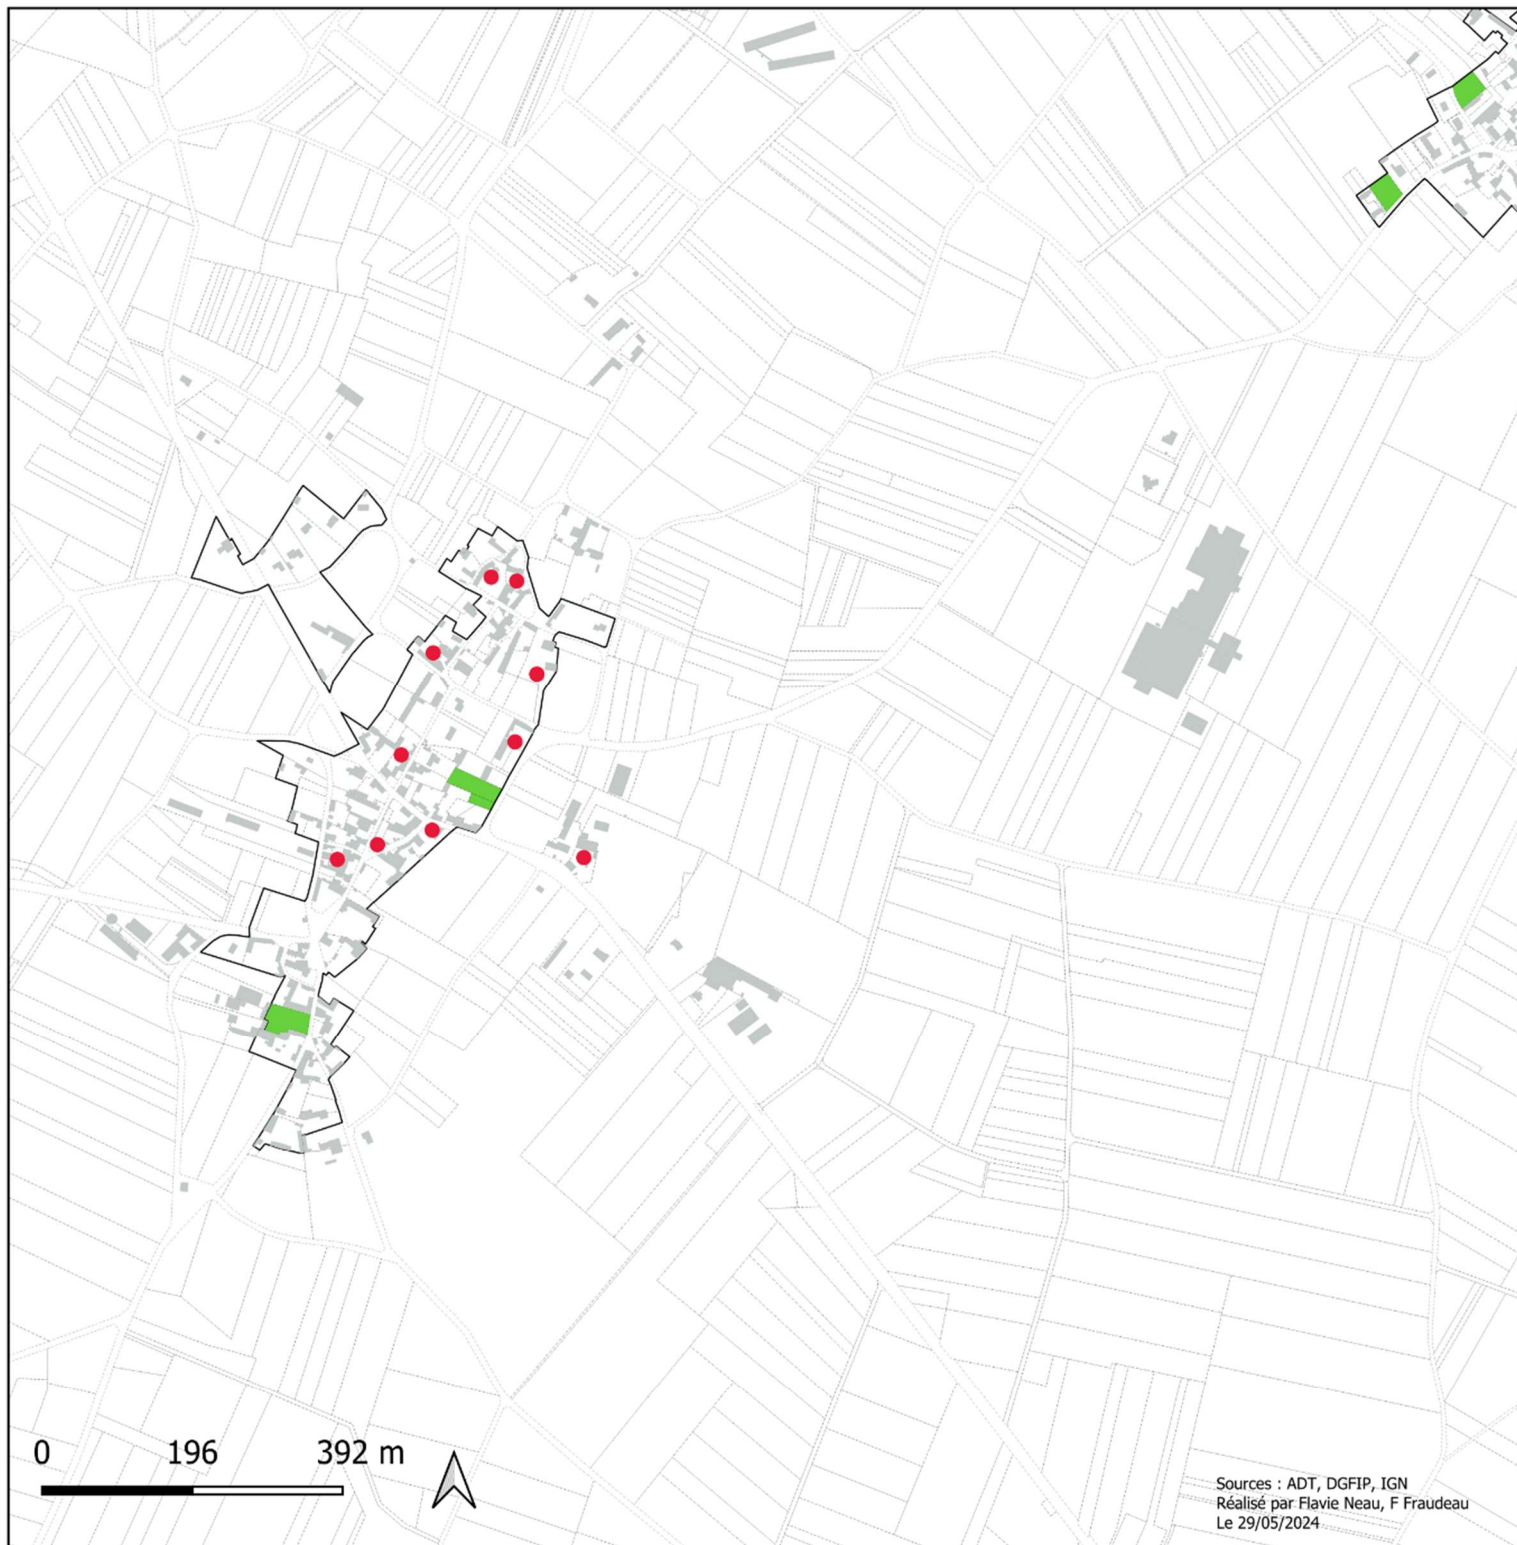 0 196 392 m
Sources : ADT, DGFIP, IGN
Réalisé par Flavie Neau, F Fraudeau
Le 29/05/2024